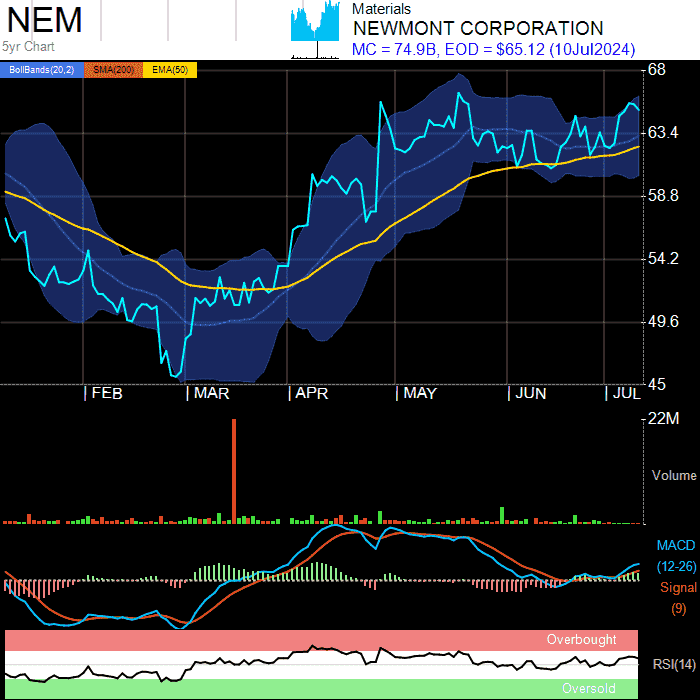 NEM
5yr Chart
Materials
NEWMONT CORPORATION
MC = 74.9B, EOD = $65.12 (10Jul2024)
BollBands(20,2) SMA(200) EMA(50)
68
63.4
58.8
54.2
49.6
45
FEB MAR APR MAY JUN JUL
22M
Volume
MACD
(12-26)
Signal
(9)
Overbought
RSI(14)
Oversold